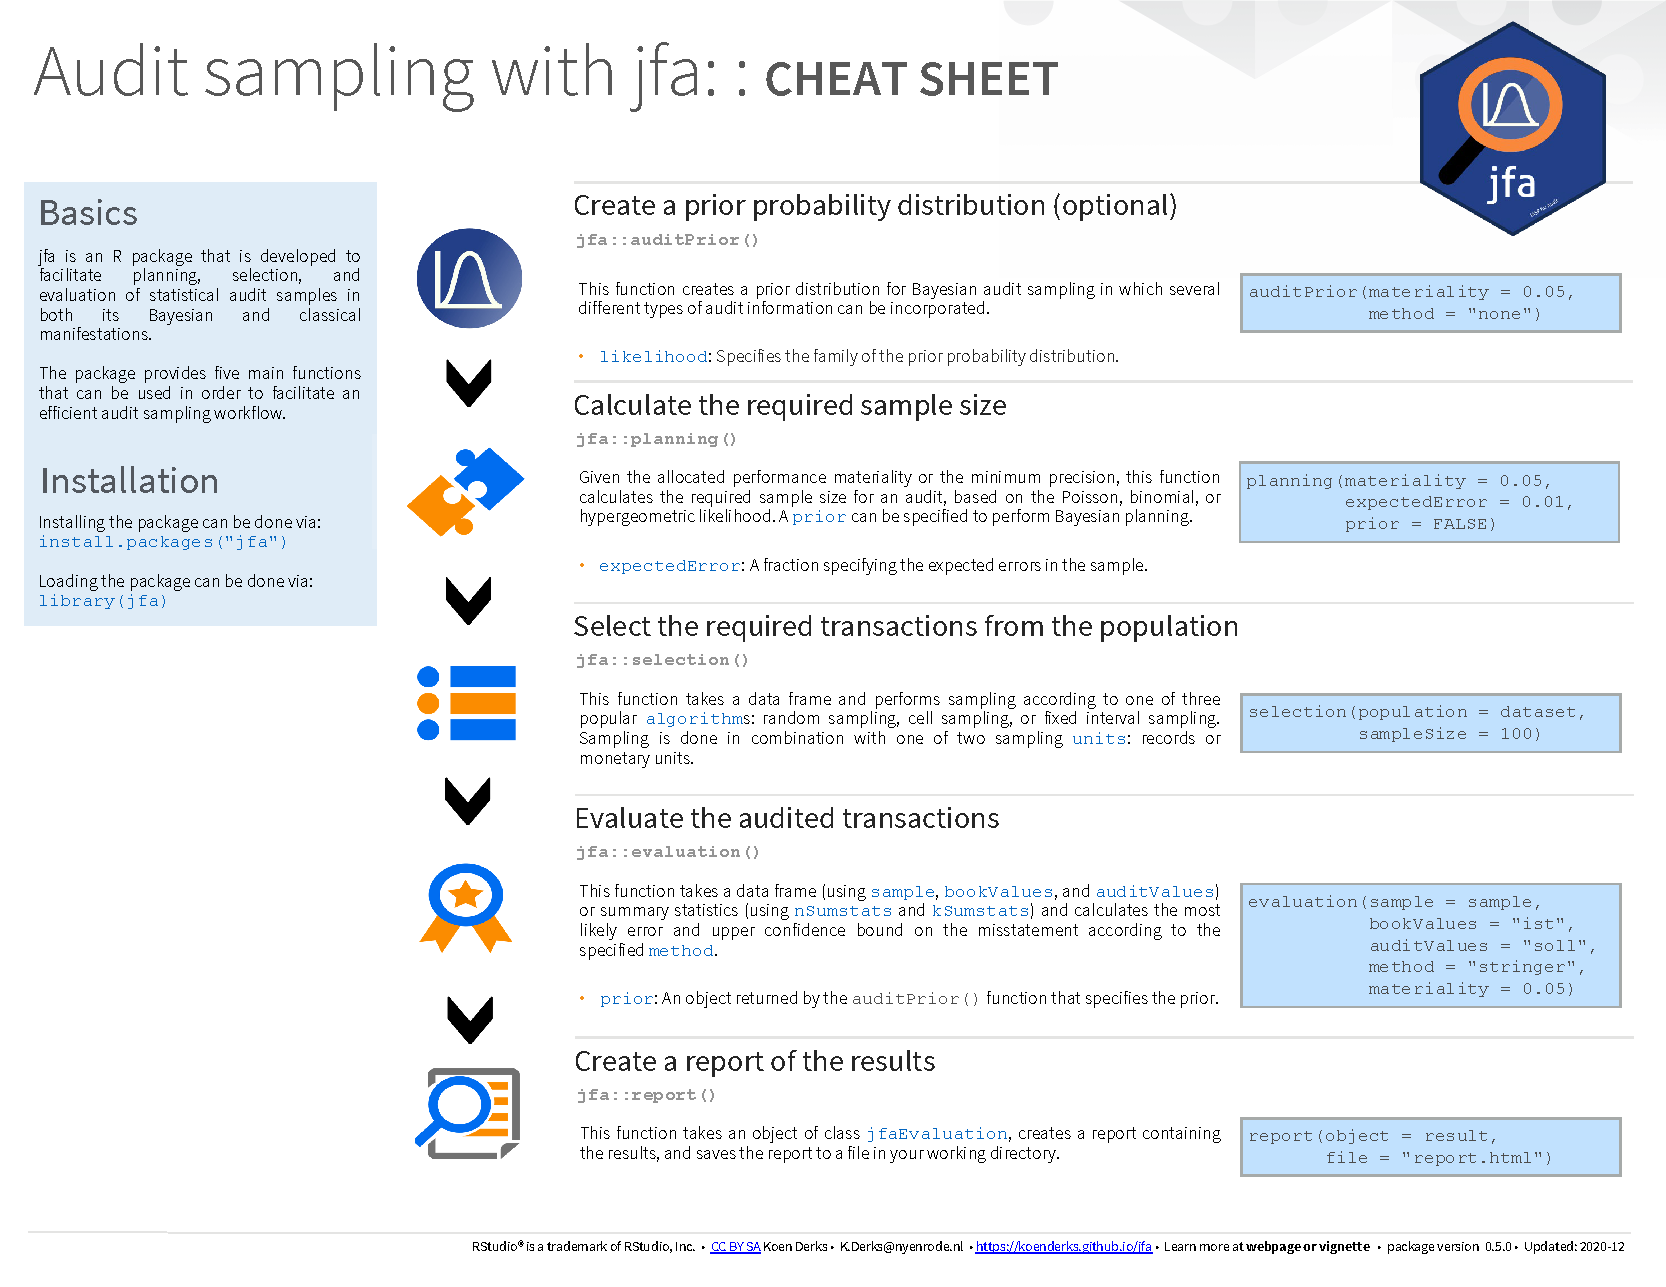 Audit sampling with jfa: : CHEAT SHEET
jfa
Basics
jfa is an R package that is developed to
facilitate planning, selection, and
evaluation of statistical audit samples in
both its Bayesian and classical
manifestations.
The package provides five main functions
that can be used in order to facilitate an
efficient audit sampling workflow.
Installation
Installing the package can be done via:
install.packages("jfa")
Loading the package can be done via:
library(jfa)
Create a prior probability distribution (optional)
jfa::auditPrior()
This function creates a prior distribution for Bayesian audit sampling in which several
different types of audit information can be incorporated.
• likelihood: Specifies the family of the prior probability distribution.
auditPrior(materiality = 0.05,
method = "none")
Calculate the required sample size
jfa::planning()
Given the allocated performance materiality or the minimum precision, this function
calculates the required sample size for an audit, based on the Poisson, binomial, or
hypergeometric likelihood. A prior can be specified to perform Bayesian planning.
• expectedError: A fraction specifying the expected errors in the sample.
planning(materiality = 0.05,
expectedError = 0.01,
prior = FALSE)
Select the required transactions from the population
jfa::selection()
This function takes a data frame and performs sampling according to one of three
popular algorithms: random sampling, cell sampling, or fixed interval sampling.
Sampling is done in combination with one of two sampling units: records or
monetary units.
selection(population = dataset,
sampleSize = 100)
Evaluate the audited transactions
jfa::evaluation()
This function takes a data frame (using sample, bookValues, and auditValues)
or summary statistics (using nSumstats and kSumstats) and calculates the most
likely error and upper confidence bound on the misstatement according to the
specified method.
• prior: An object returned by the auditPrior() function that specifies the prior.
evaluation(sample = sample,
bookValues = "ist",
auditValues = "soll",
method = "stringer",
materiality = 0.05)
Create a report of the results
jfa::report()
This function takes an object of class jfaEvaluation, creates a report containing
the results, and saves the report to a file in your working directory.
report(object = result,
file = "report.html")
RStudio® is a trademark of RStudio, Inc. • CC BY SA Koen Derks • K.Derks@nyenrode.nl • https://koenderks.github.io/jfa • Learn more at webpage or vignette • package version 0.5.0 • Updated: 2020-12